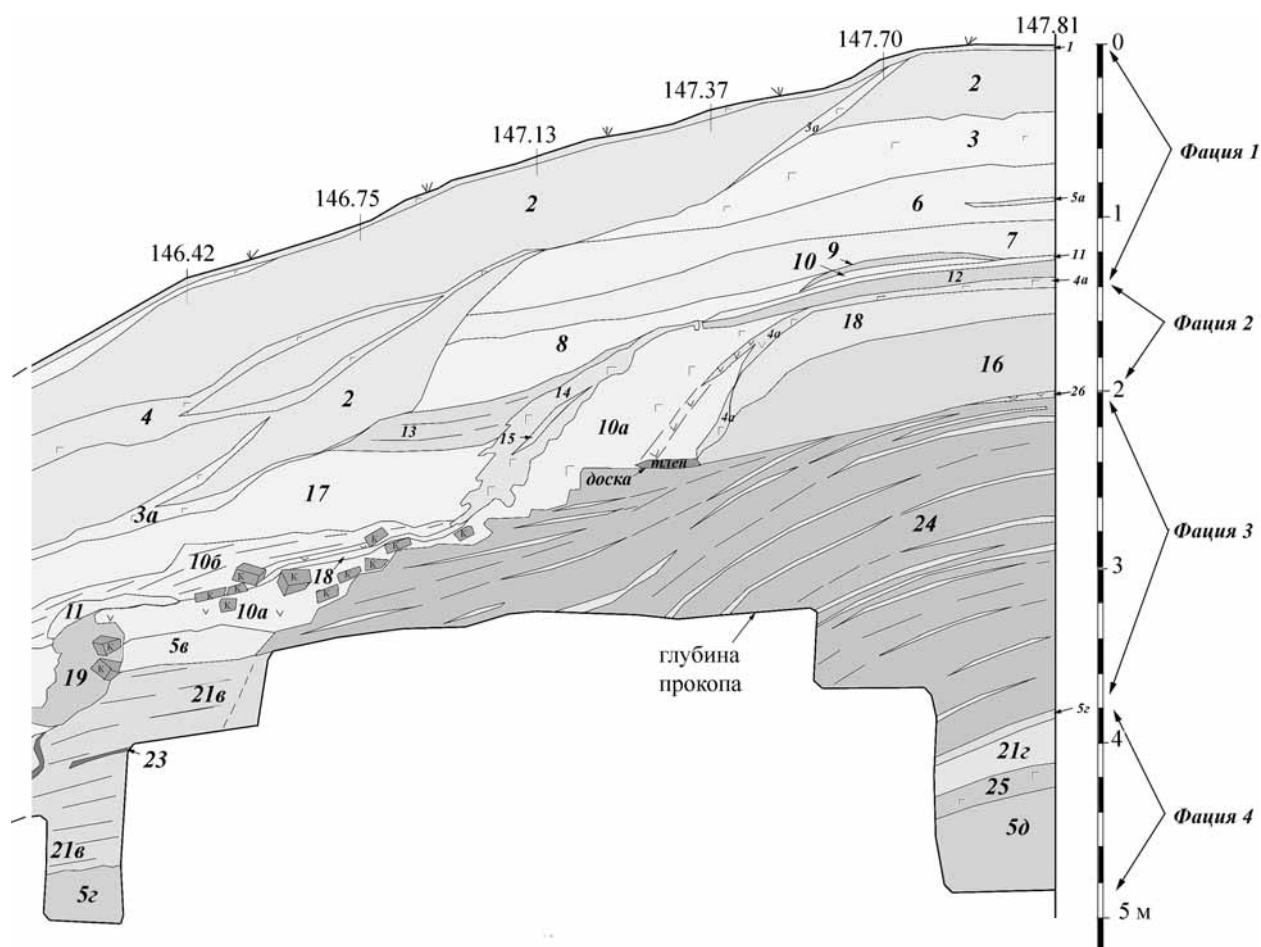 147.81
147.70
147.37
147.13
146.75
146.42
1
0
2
3а
3
Фация 1
2
6
5а
1
7
9
10
11
12
4а
8
18
Фация 2
4а
14
16
4
2
13
15
10а
4а
26
2
тлен
доска
17
3а
24
Фация 3
10б
К
К
К
К
К
18
К
К
К
К
К
К
3
11
10а
5в
К
К
глубина
прокопа
19
21в
5г
23
4
21г
25
Фация 4
5д
21в
5г
5 м